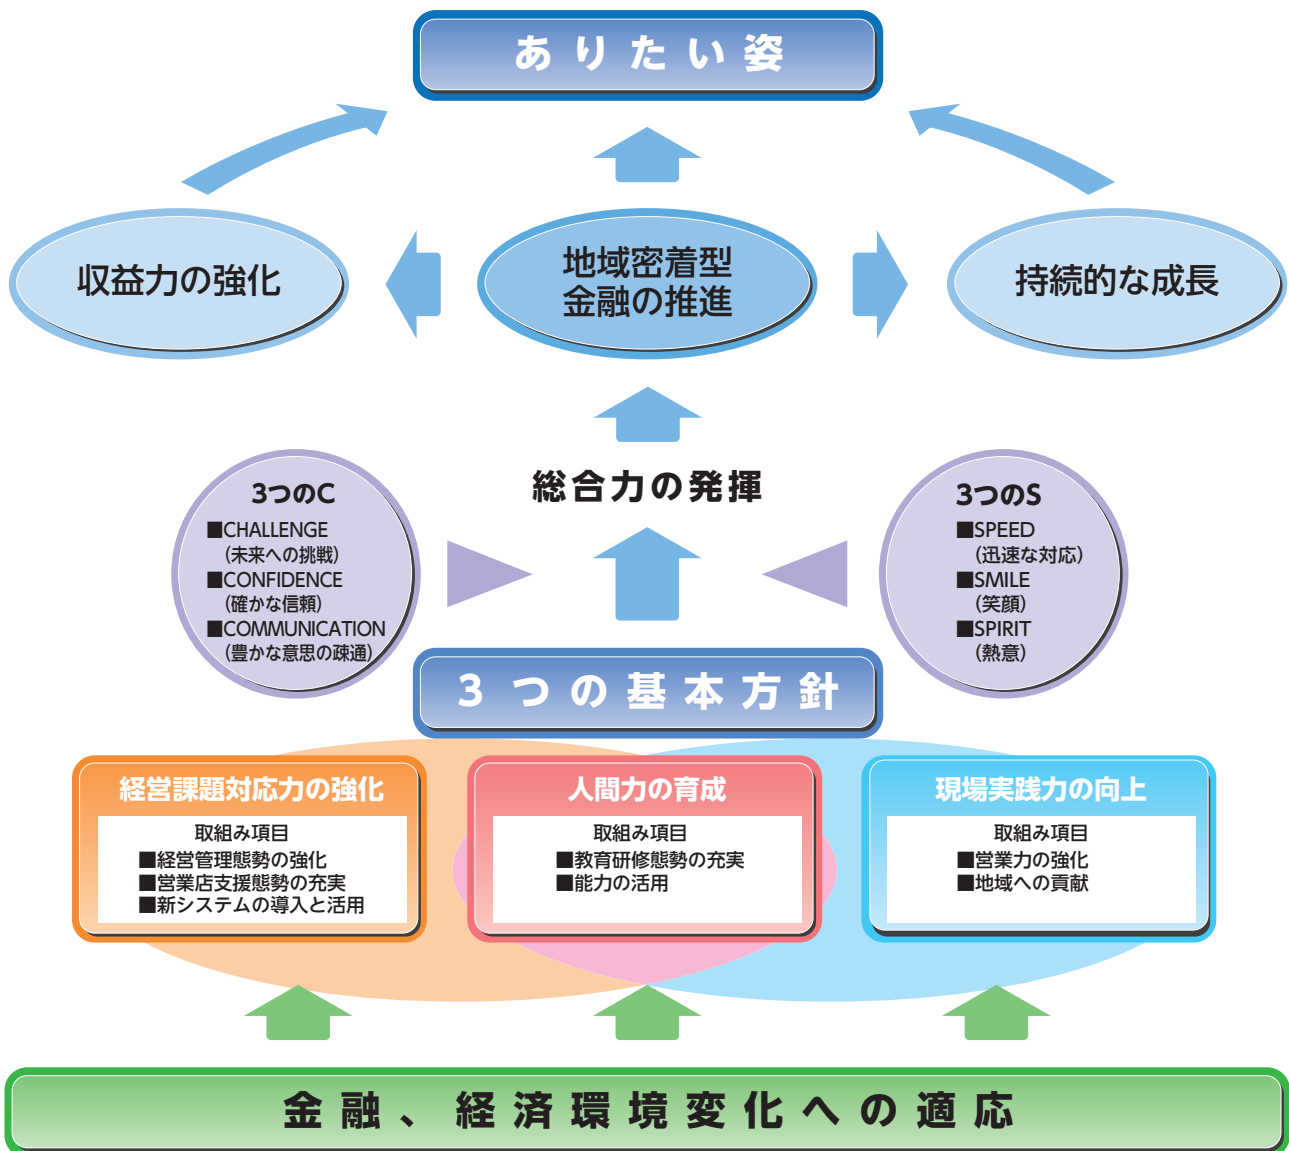 ありたい姿
収益力の強化
地域密着型
金融の推進
持続的な成長
総合力の発揮
3つのC
■CHALLENGE
(未来への挑戦)
■CONFIDENCE
(確かな信頼)
■COMMUNICATION
(豊かな意思の疎通)
3つのS
■SPEED
(迅速な対応)
■SMILE
(笑顔)
■SPIRIT
(熱意)
3つの基本方針
経営課題対応力の強化
取組み項目
■経営管理態勢の強化
■営業店支援態勢の充実
■新システムの導入と活用
人間力の育成
取組み項目
■教育研修態勢の充実
■能力の活用
現場実践力の向上
取組み項目
■営業力の強化
■地域への貢献
金融、経済環境変化への適応